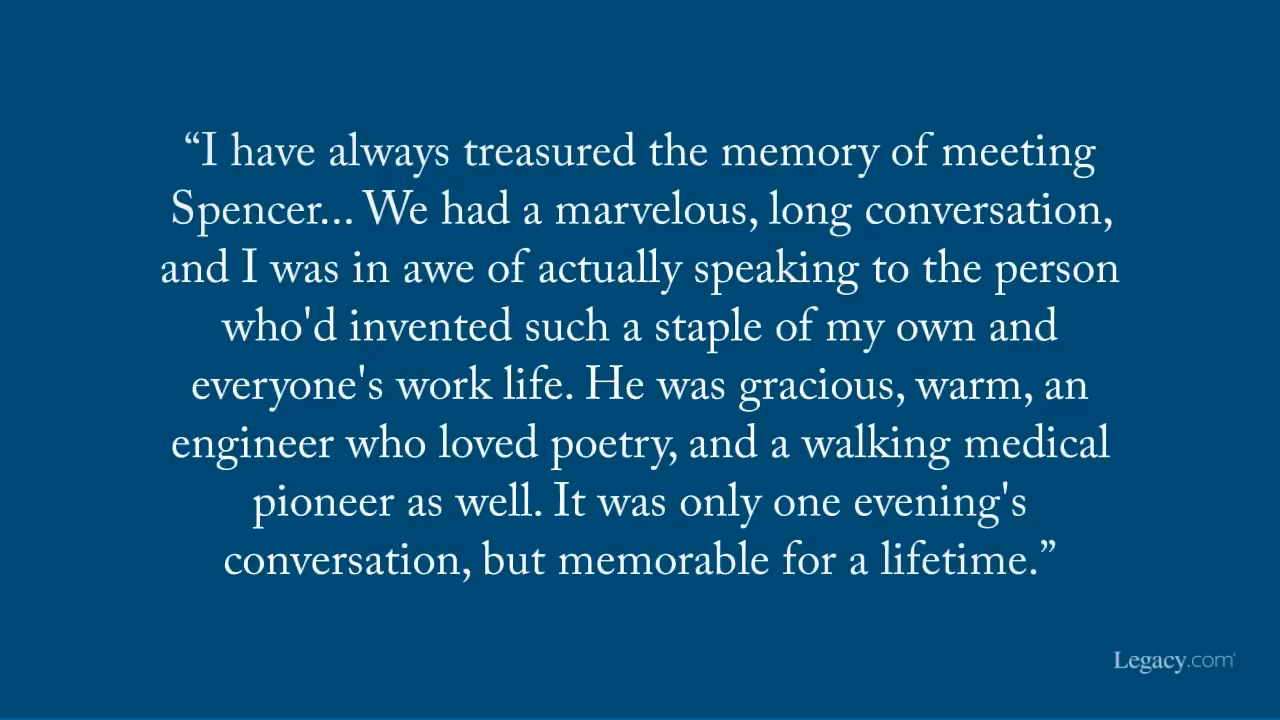 “I have always treasured the memory of meeting
Spencer... We had a marvelous, long conversation,
and I was in awe of actually speaking to the person
who'd invented such a staple of my own and
everyone's work life. He was gracious, warm, an
engineer who loved poetry, and a walking medical
pioneer as well. It was only one evening's
conversation, but memorable for a lifetime.”
Legacy.com